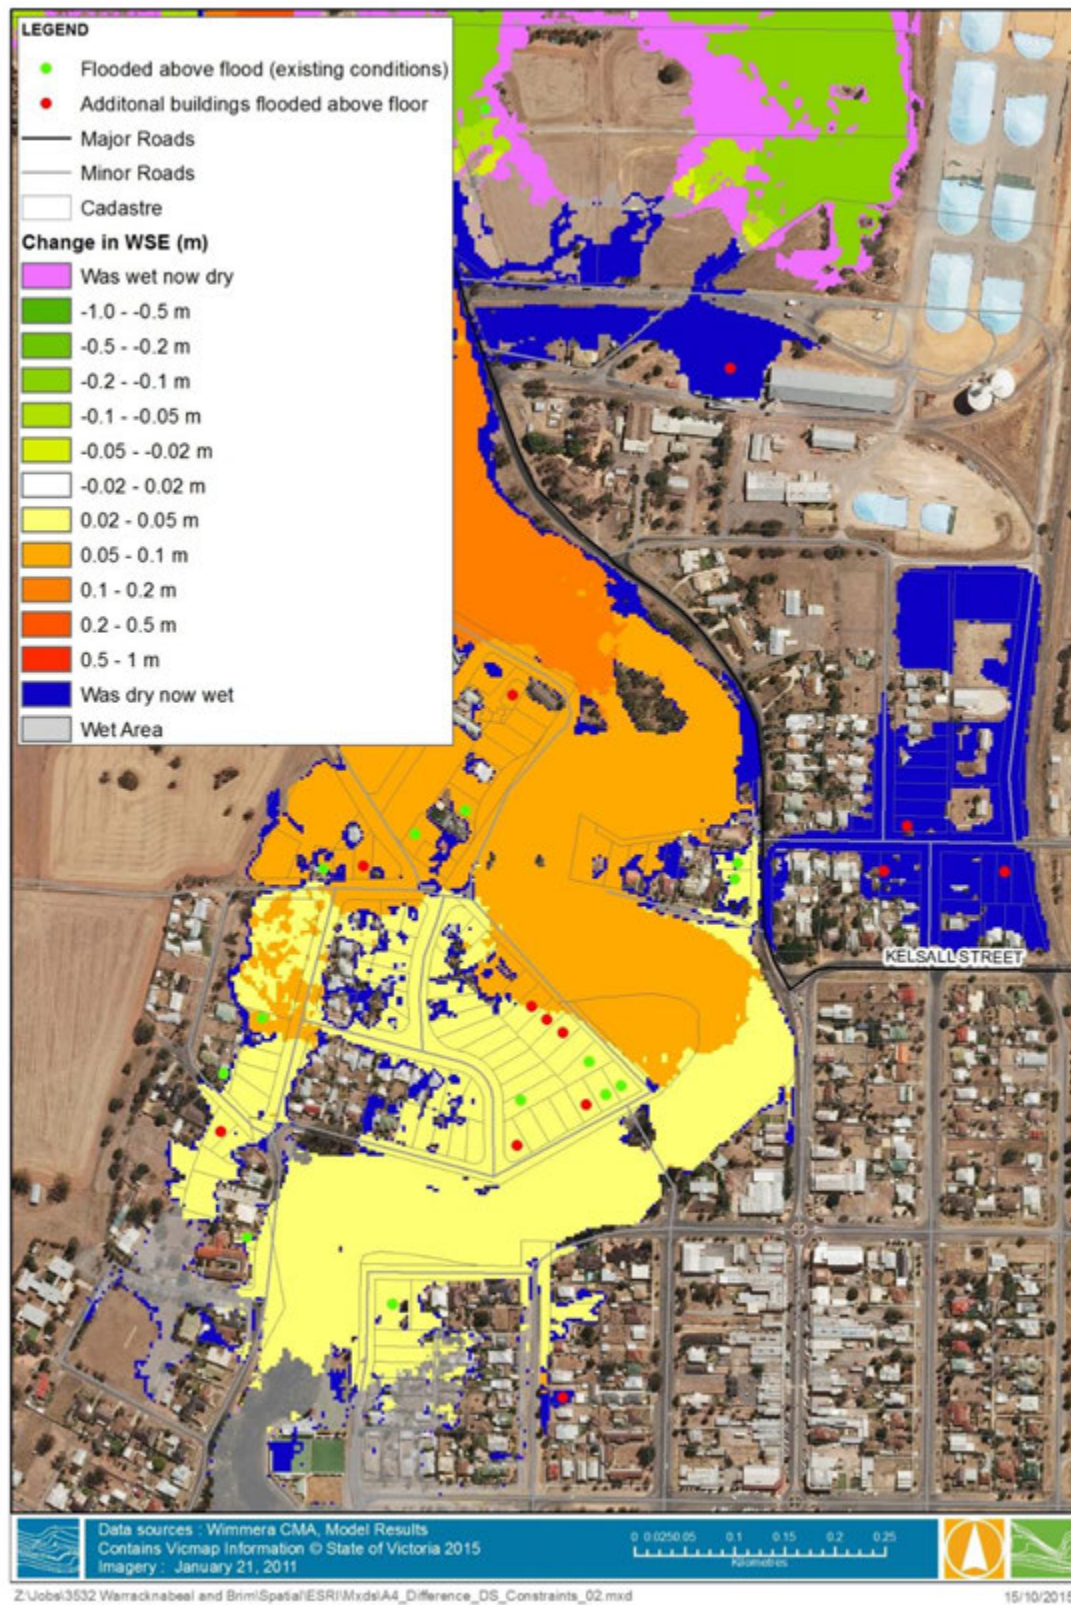 LEGEND
Flooded above flood (existing conditions)
Additonal buildings flooded above floor
Major Roads
Minor Roads
Cadastre
Change in WSE (m)
Was wet now dry
-1.0 - -0.5 m
-0.5 - -0.2 m
-0.2 - -0.1 m
-0.1 - -0.05 m
-0.05 - -0.02 m
-0.02 - 0.02 m
0.02 - 0.05 m
0.05 - 0.1 m
0.1 - 0.2 m
0.2 - 0.5 m
0.5 - 1 m
Was dry now wet
Wet Area
KELSALL STREET
Data sources : Wimmera CMA, Model Results
Contains Vicmap Information © State of Victoria 2015
Imagery : January 21, 2011
0 0.0250.05 0.1 0.15 0.2 0.25
Kilometres
Z:\Jobs\3532 Warracknabeal and Brim\Spatial\ESRI\Mxds\A4_Difference_DS_Constraints_02.mxd
15/10/2015